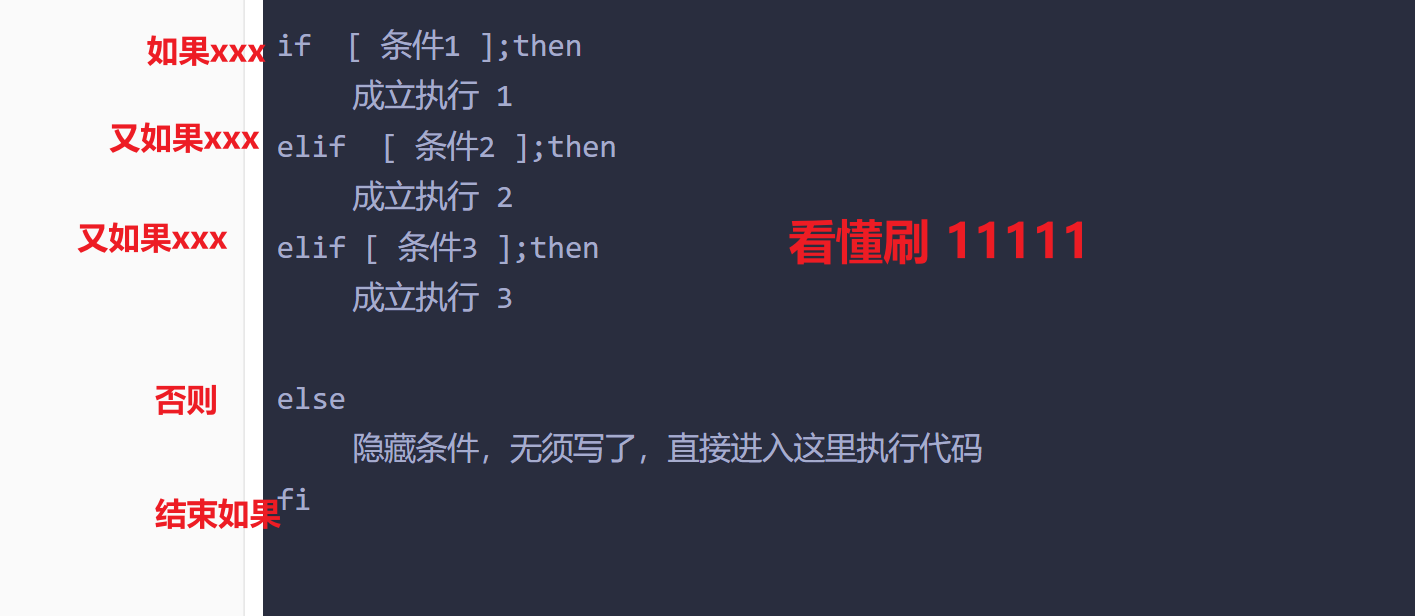 如果xxx if  [ 条件1 ];then
成立执行 1
又如果xxx elif  [ 条件2 ];then
成立执行 2
又如果xxx elif [ 条件3 ];then
看懂刷 11111
成立执行 3
否则 else
隐藏条件，无须写了，直接进入这里执行代码
结束如果 fi